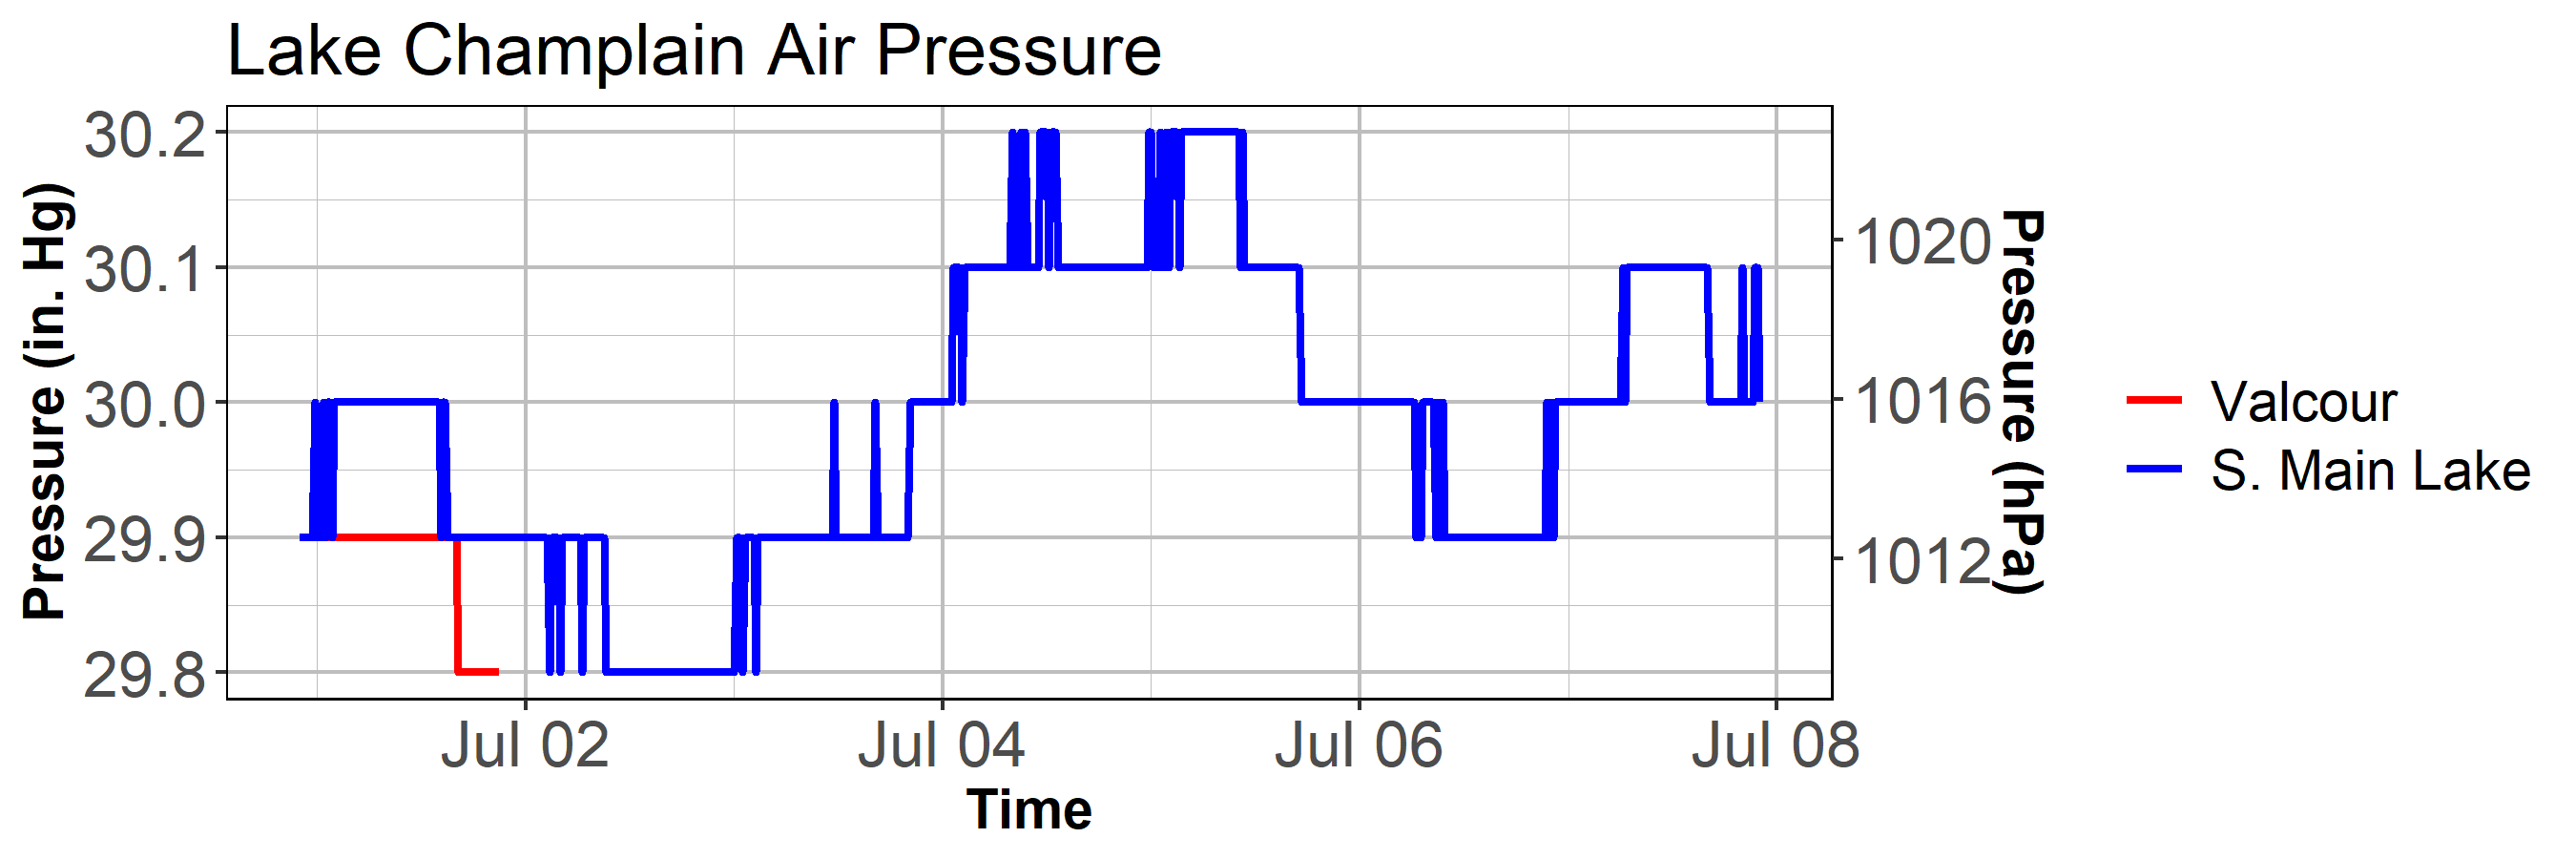 Lake Champlain Air Pressure
Pressure (in. Hg)
30.2
30.1
30.0
29.9
29.8
Jul 02 Jul 04 Jul 06 Jul 08
Time
1020
1016
1012
Pressure (hPa)
Valcour
S. Main Lake